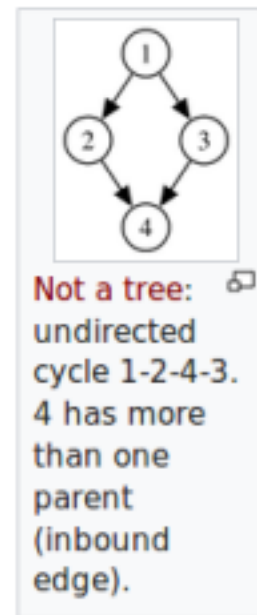 1
2 3
4
Not a tree:
undirected
cycle 1-2-4-3.
4 has more
than one
parent
(inbound
edge).